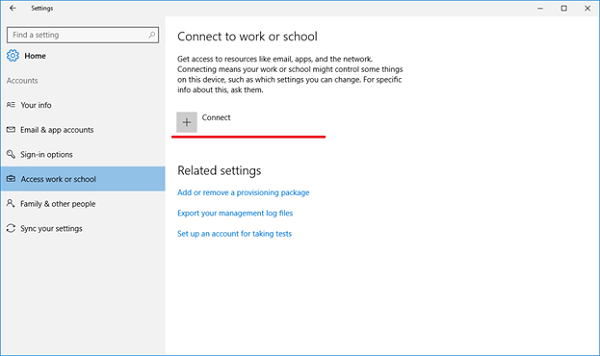 Settings
Find a setting
Home
Accounts
Your info
Email & app accounts
Sign-in options
Access work or school
Family & other people
Sync your settings
Connect to work or school
Get access to resources like email, apps, and the network.
Connecting means your work or school might control some things
on this device, such as which settings you can change. For specific
info about this, ask them.
Connect
Related settings
Add or remove a provisioning package
Export your management log files
Set up an account for taking tests